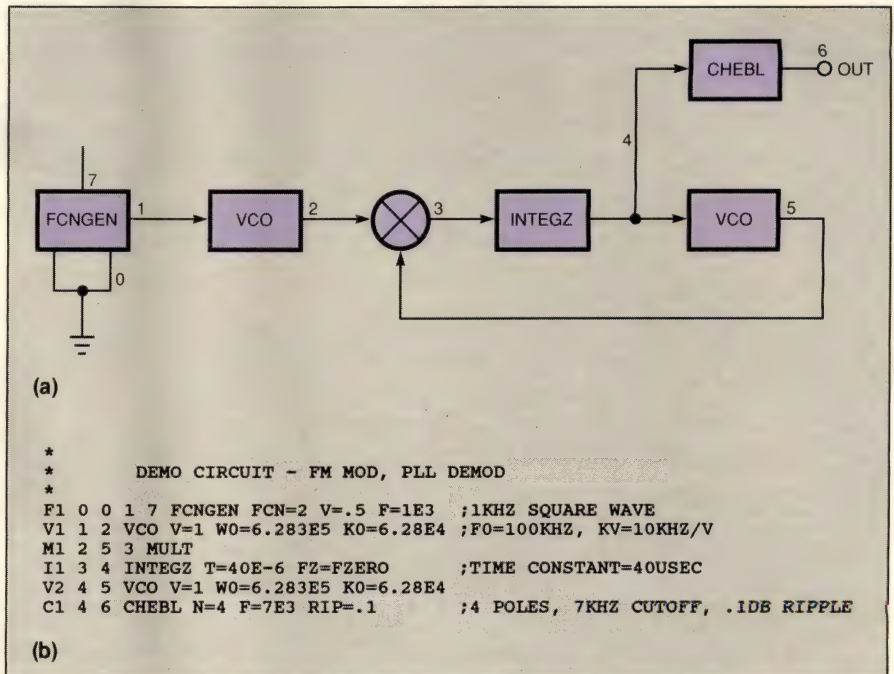 6
CHEBL
OUT
4
7
FCNGEN
1
VCO
2
3
INTEGZ
VCO
5
0
(a)
*
* DEMO CIRCUIT - FM MOD, PLL DEMOD
*
F1 0 0 1 7 FCNGEN FCN=2 V=.5 F=1E3 ;1KHZ SQUARE WAVE
V1 1 2 VCO V=1 W0=6.283E5 K0=6.28E4 ;F0=100KHZ, KV=10KHZ/V
M1 2 5 3 MULT
I1 3 4 INTEGZ T=40E-6 FZ=FZERO ;TIME CONSTANT=40USEC
V2 4 5 VCO V=1 W0=6.283E5 K0=6.28E4
C1 4 6 CHEBL N=4 F=7E3 RIP=.1 ;4 POLES, 7KHZ CUTOFF, .1DB RIPPLE
(b)